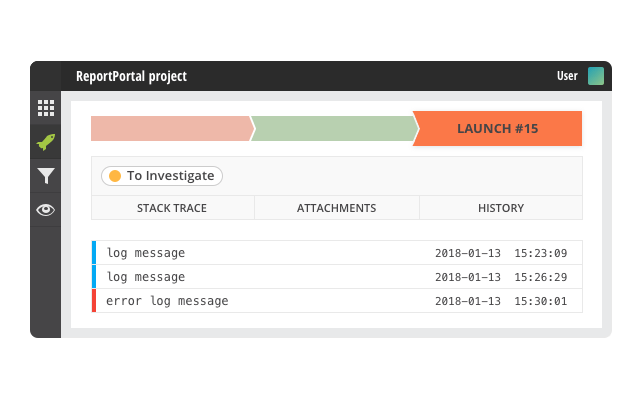 ReportPortal project
User
LAUNCH #15
To Investigate
STACK TRACE ATTACHMENTS HISTORY
log message 2018-01-13 15:23:09
log message 2018-01-13 15:26:29
error log message 2018-01-13 15:30:01